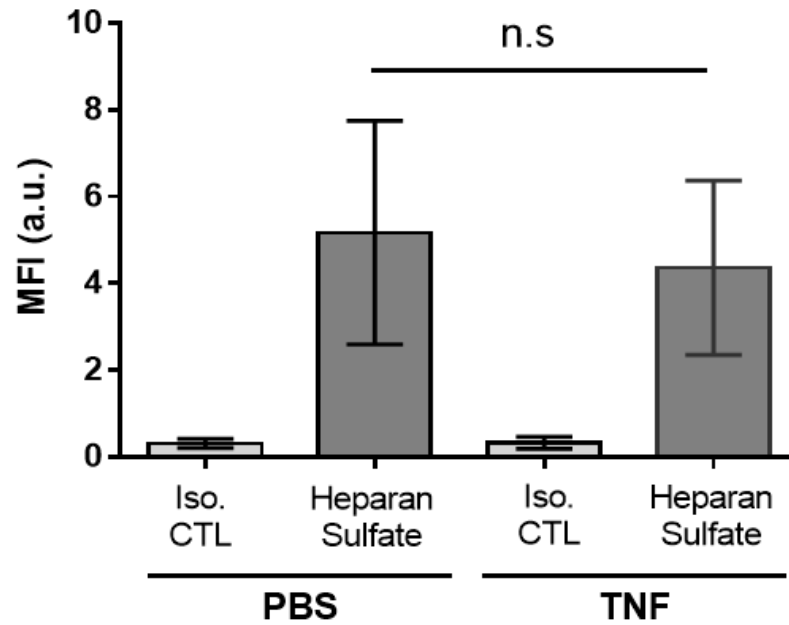 10
n.s
8
6
4
2
0
MFI (a.u.)
Iso.
CTL
Heparan
Sulfate
Iso.
CTL
Heparan
Sulfate
PBS
TNF